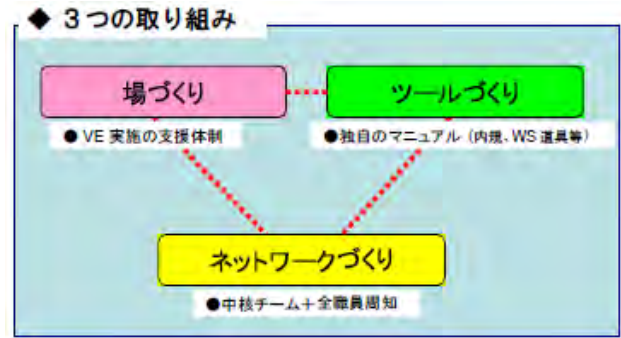 ◆ 3つの取り組み
場づくり
ツールづくり
● VE 実施の支援体制
●独自のマニュアル（内規、WS 道具等）
ネットワークづくり
●中核チーム＋全職員周知